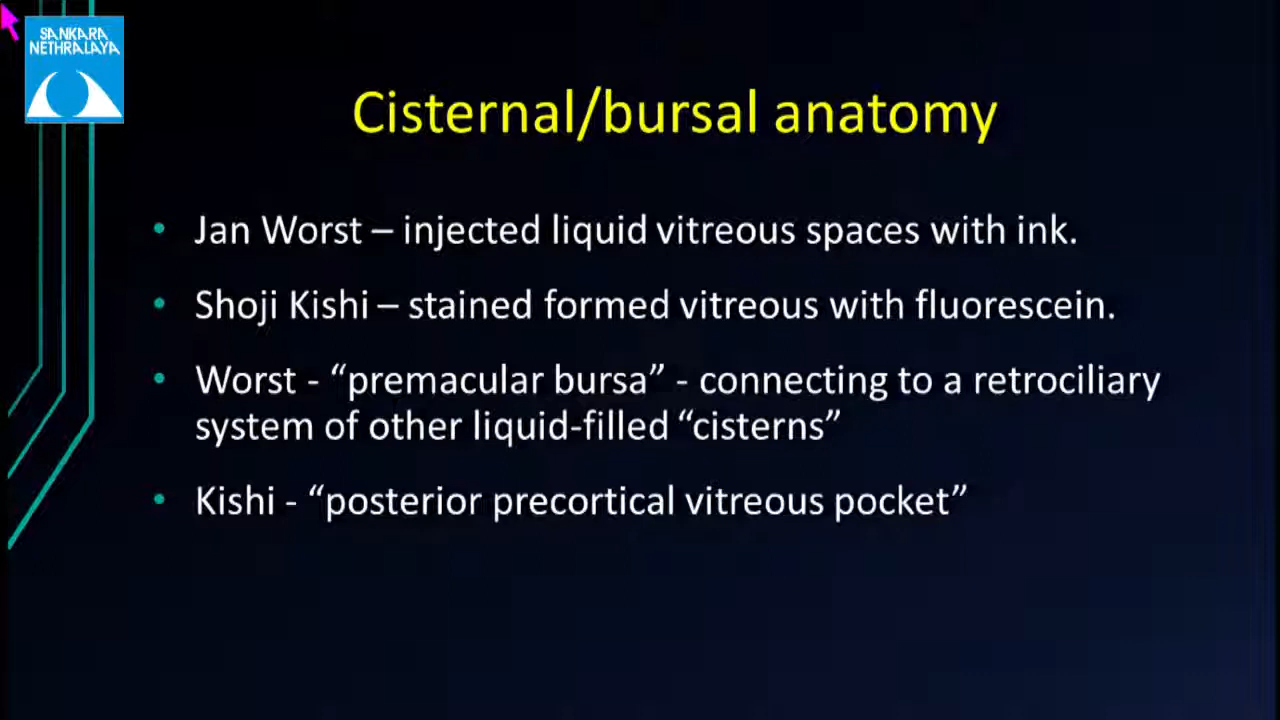 SANKARA
NETHRALAYA
Cisternal/bursal anatomy
• Jan Worst – injected liquid vitreous spaces with ink.
• Shoji Kishi – stained formed vitreous with fluorescein.
• Worst - “premacular bursa” - connecting to a retrociliary
system of other liquid-filled “cisterns”
• Kishi - “posterior precortical vitreous pocket”